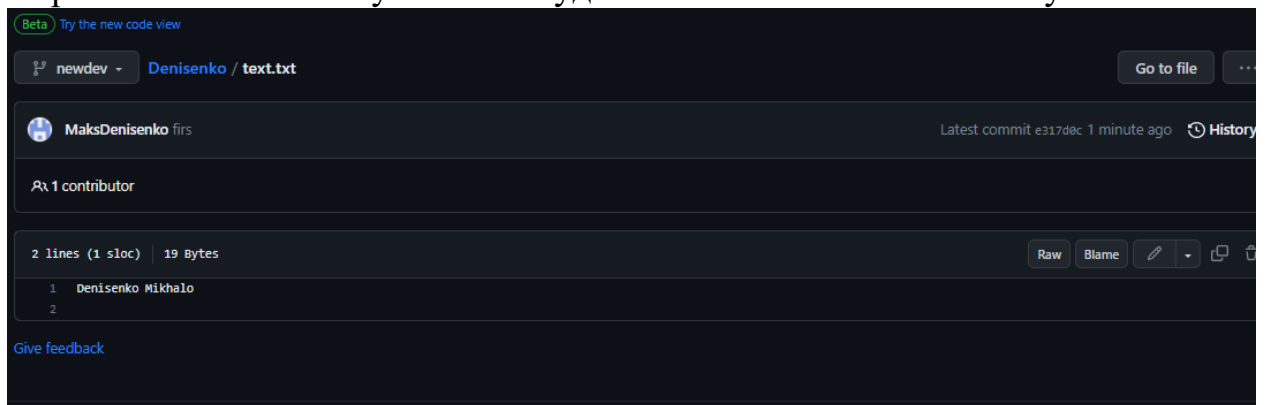 Beta Try the new code view
newdev Denisenko / text.txt Go to file ...
MaksDenisenko firs Latest commit e317d0c 1 minute ago History
1 contributor
2 lines (1 sloc) 19 Bytes Raw Blame
1 Denisenko Mikhalo
2
Give feedback